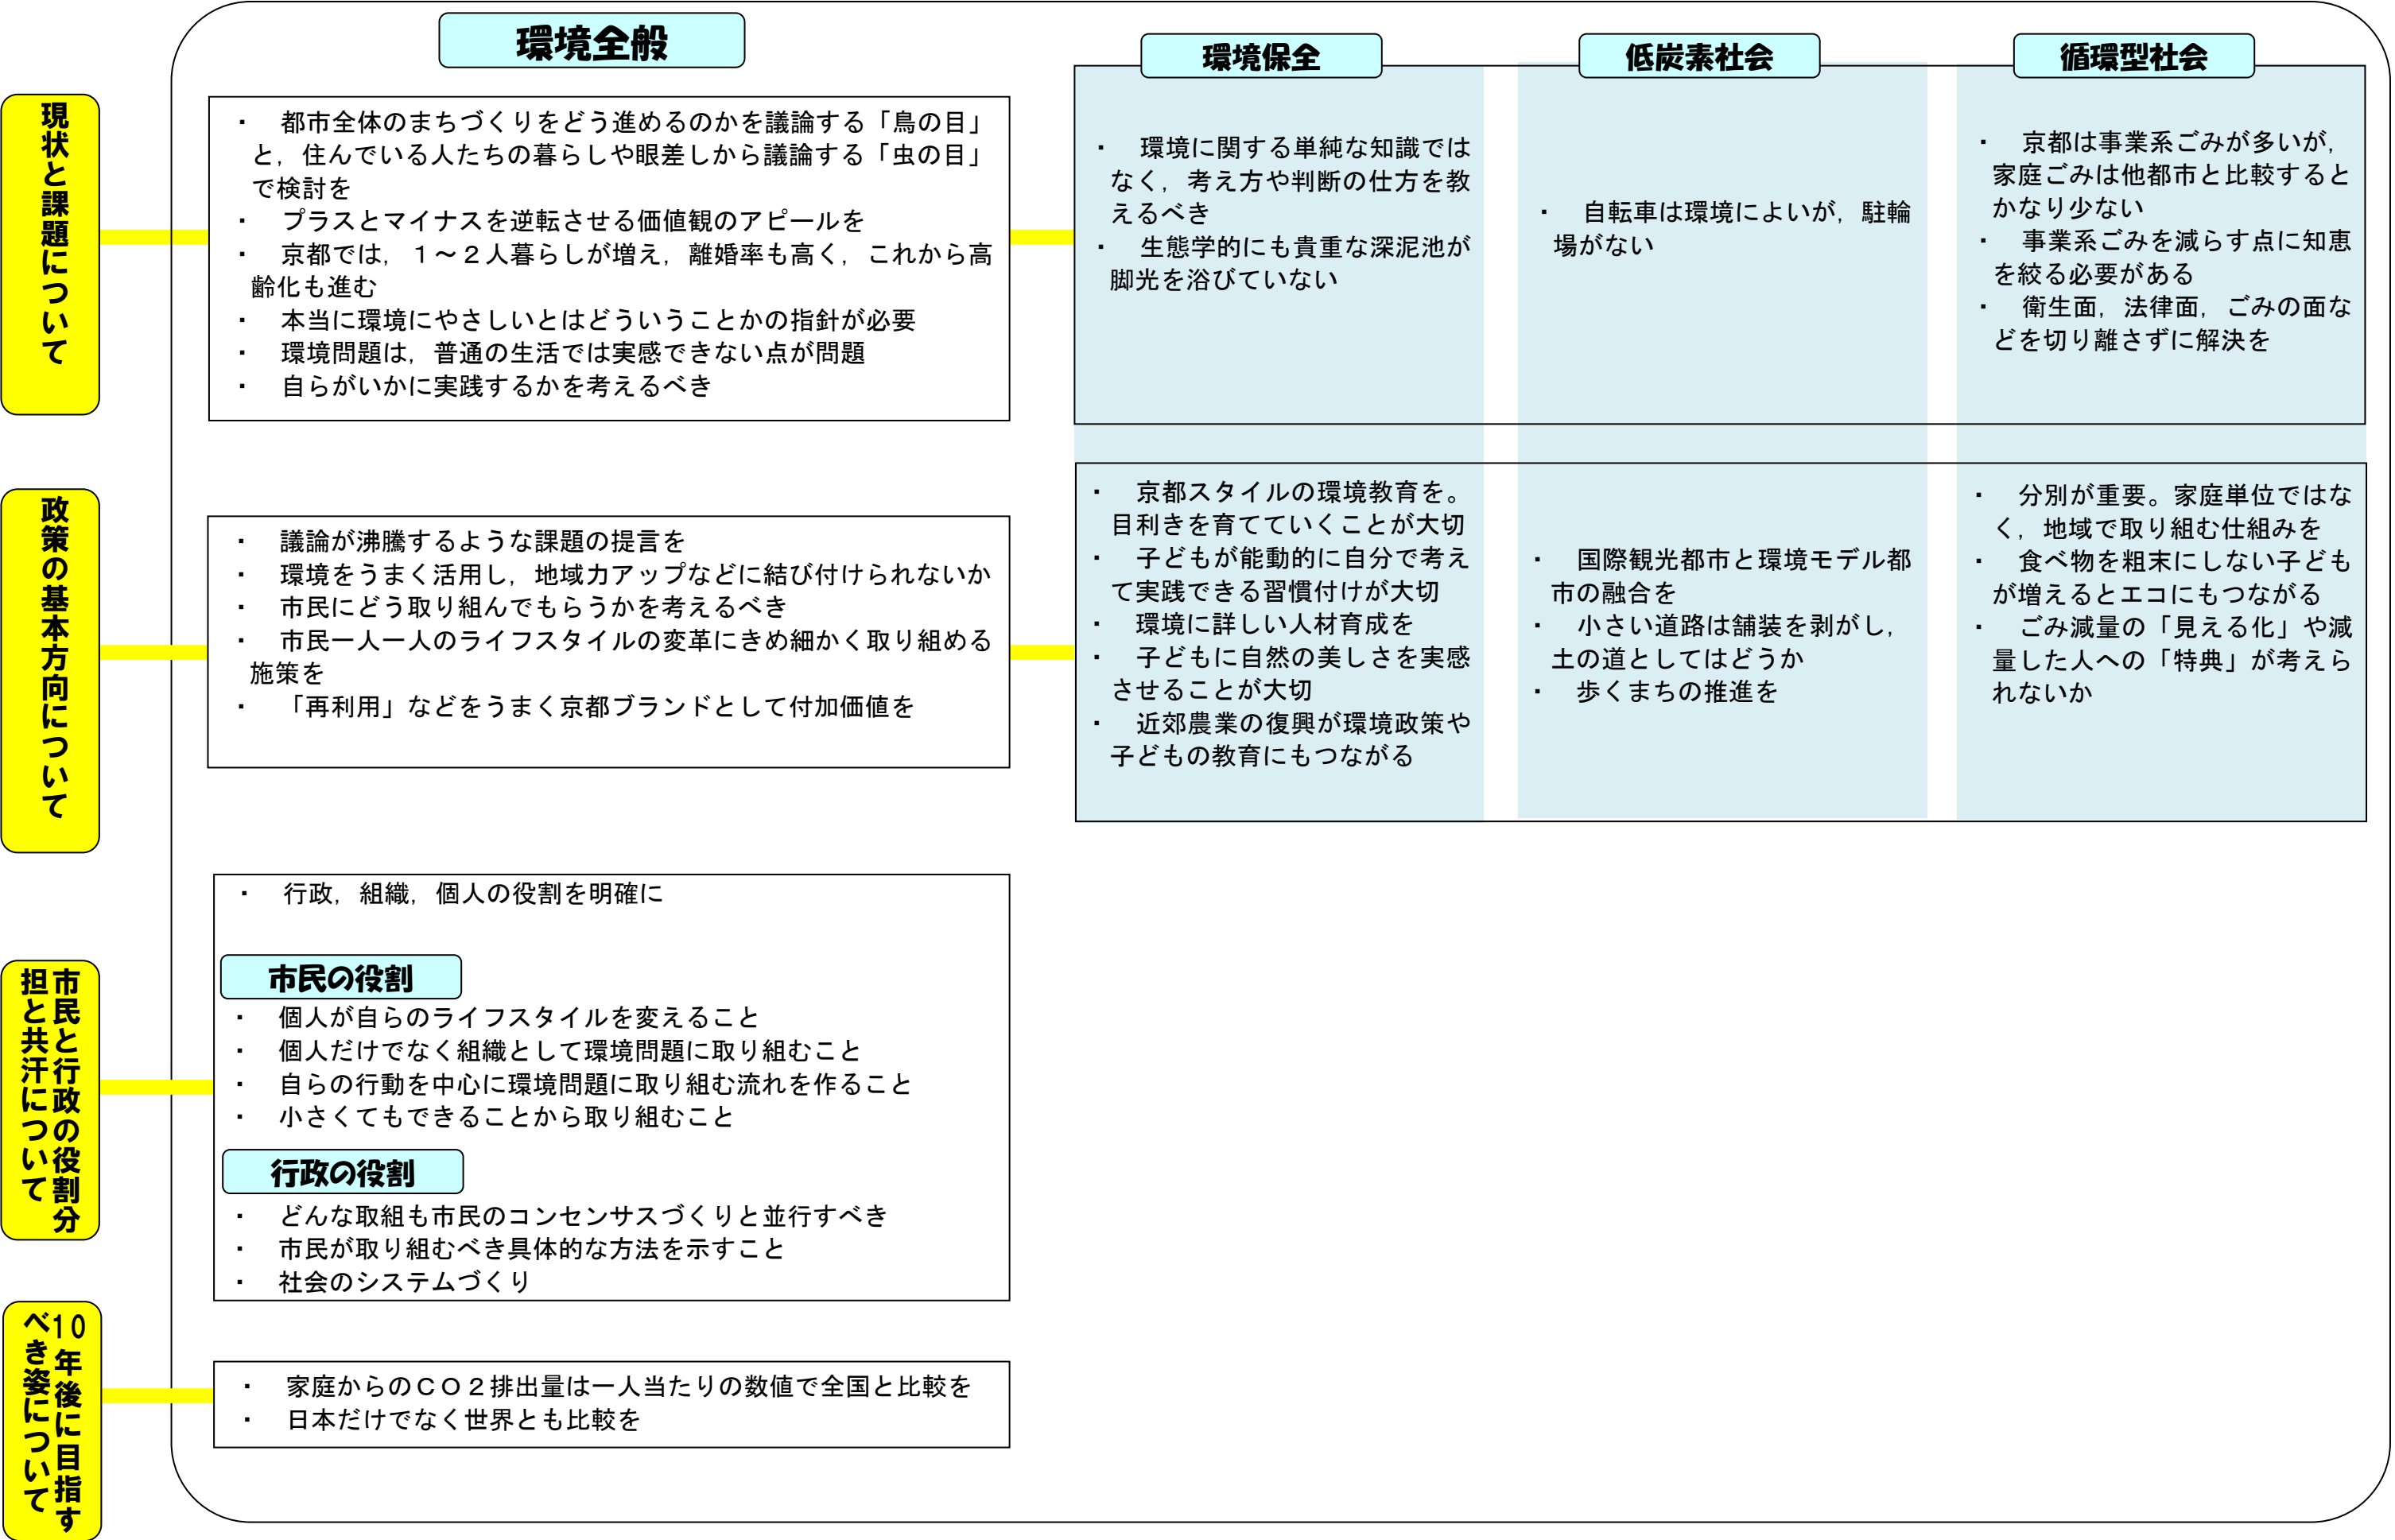 環境全般
環境保全
低炭素社会
循環型社会
現状と課題について
・　都市全体のまちづくりをどう進めるのかを議論する「鳥の目」
と，住んでいる人たちの暮らしや眼差しから議論する「虫の目」
で検討を
・　プラスとマイナスを逆転させる価値観のアピールを
・　京都では，１～２人暮らしが増え，離婚率も高く，これから高
齢化も進む
・　本当に環境にやさしいとはどういうことかの指針が必要
・　環境問題は，普通の生活では実感できない点が問題
・　自らがいかに実践するかを考えるべき
・　環境に関する単純な知識では
なく，考え方や判断の仕方を教
えるべき
・　生態学的にも貴重な深泥池が
脚光を浴びていない
・　自転車は環境によいが，駐輪
場がない
・　京都は事業系ごみが多いが，
家庭ごみは他都市と比較すると
かなり少ない
・　事業系ごみを減らす点に知恵
を絞る必要がある
・　衛生面，法律面，ごみの面な
どを切り離さずに解決を
政策の基本方向について
・　議論が沸騰するような課題の提言を
・　環境をうまく活用し，地域力アップなどに結び付けられないか
・　市民にどう取り組んでもらうかを考えるべき
・　市民一人一人のライフスタイルの変革にきめ細かく取り組める
施策を
・　「再利用」などをうまく京都ブランドとして付加価値を
・　京都スタイルの環境教育を。
目利きを育てていくことが大切
・　子どもが能動的に自分で考え
て実践できる習慣付けが大切
・　環境に詳しい人材育成を
・　子どもに自然の美しさを実感
させることが大切
・　近郊農業の復興が環境政策や
子どもの教育にもつながる
・　国際観光都市と環境モデル都
市の融合を
・　小さい道路は舗装を剥がし，
土の道としてはどうか
・　歩くまちの推進を
・　分別が重要。家庭単位ではな
く，地域で取り組む仕組みを
・　食べ物を粗末にしない子ども
が増えるとエコにもつながる
・　ごみ減量の「見える化」や減
量した人への「特典」が考えら
れないか
市民と行政の役割分
担と共汗について
・　行政，組織，個人の役割を明確に
市民の役割
・　個人が自らのライフスタイルを変えること
・　個人だけでなく組織として環境問題に取り組むこと
・　自らの行動を中心に環境問題に取り組む流れを作ること
・　小さくてもできることから取り組むこと
行政の役割
・　どんな取組も市民のコンセンサスづくりと並行すべき
・　市民が取り組むべき具体的な方法を示すこと
・　社会のシステムづくり
10年後に目指す
べき姿について
・　家庭からのＣＯ２排出量は一人当たりの数値で全国と比較を
・　日本だけでなく世界とも比較を